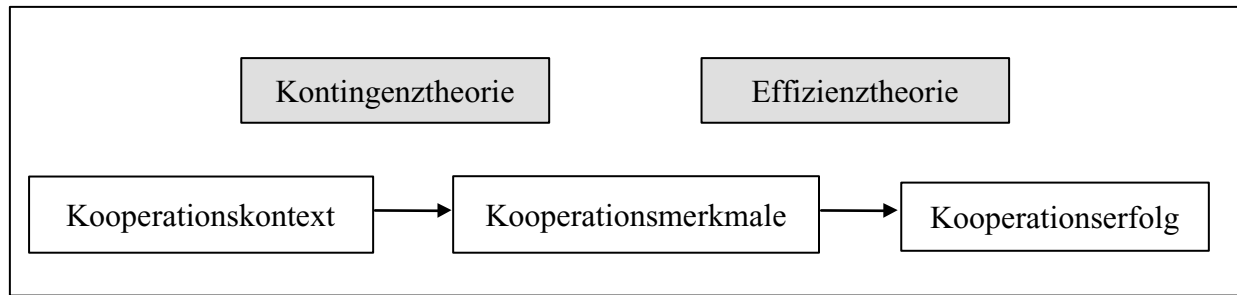 Kontingenztheorie
Effizienztheorie
Kooperationskontext
Kooperationsmerkmale
Kooperationserfolg